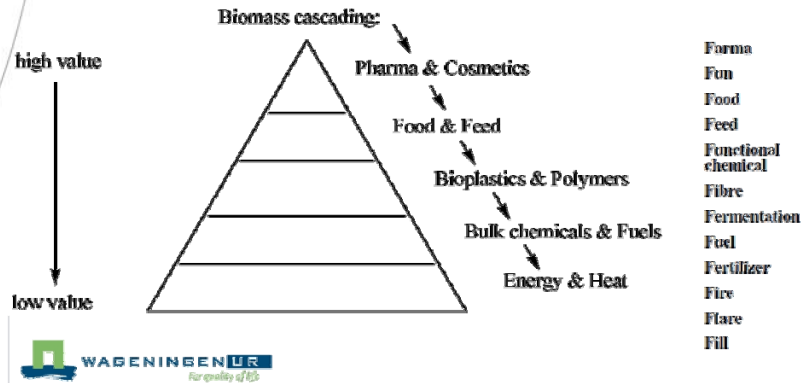 Biomass cascading:
high value
Pharma & Cosmetics
Food & Feed
Bioplastics & Polymers
Bulk chemicals & Fuels
Energy & Heat
low value
Farma
Fun
Food
Feed
Functional
chemical
Fibre
Fermentation
Fuel
Fertilizer
Fire
Flare
Fill
WAGENINGEN UR
For quality of life